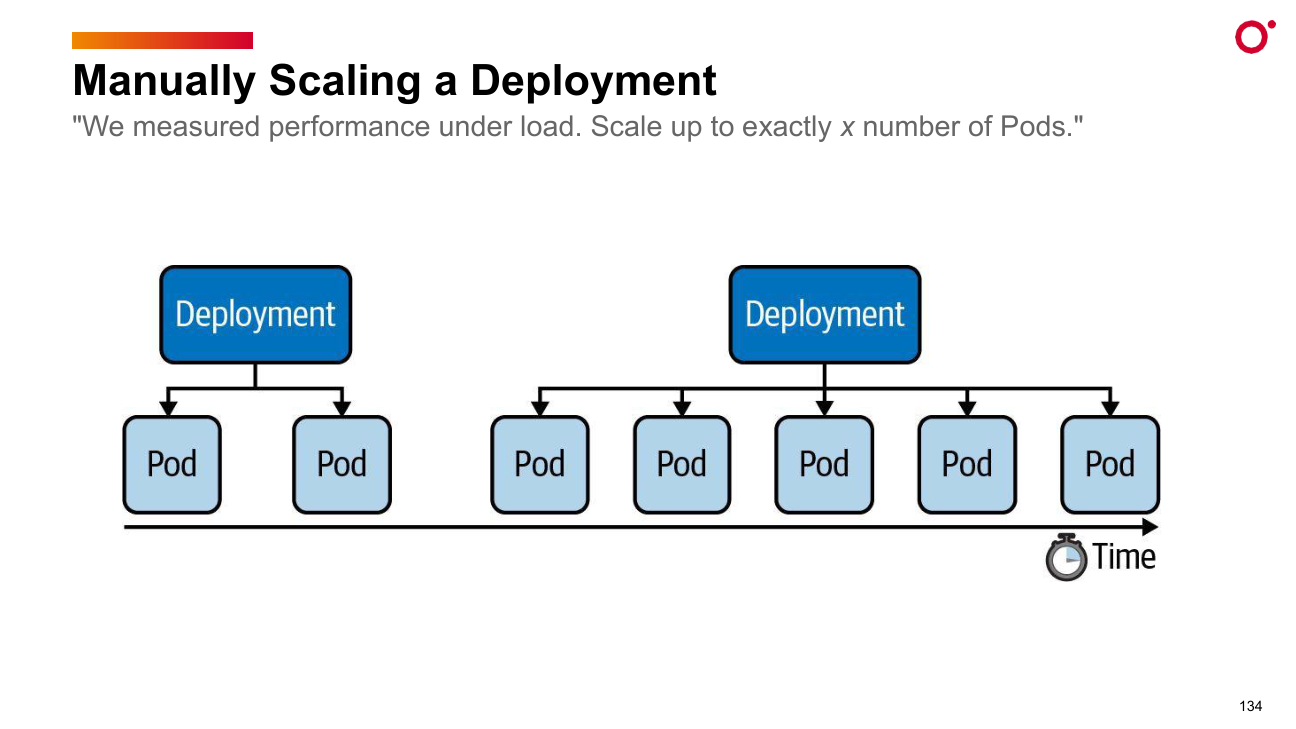 Manually Scaling a Deployment
"We measured performance under load. Scale up to exactly x number of Pods."
Deployment
Deployment
Pod
Pod
Pod
Pod
Pod
Pod
Pod
Time
134